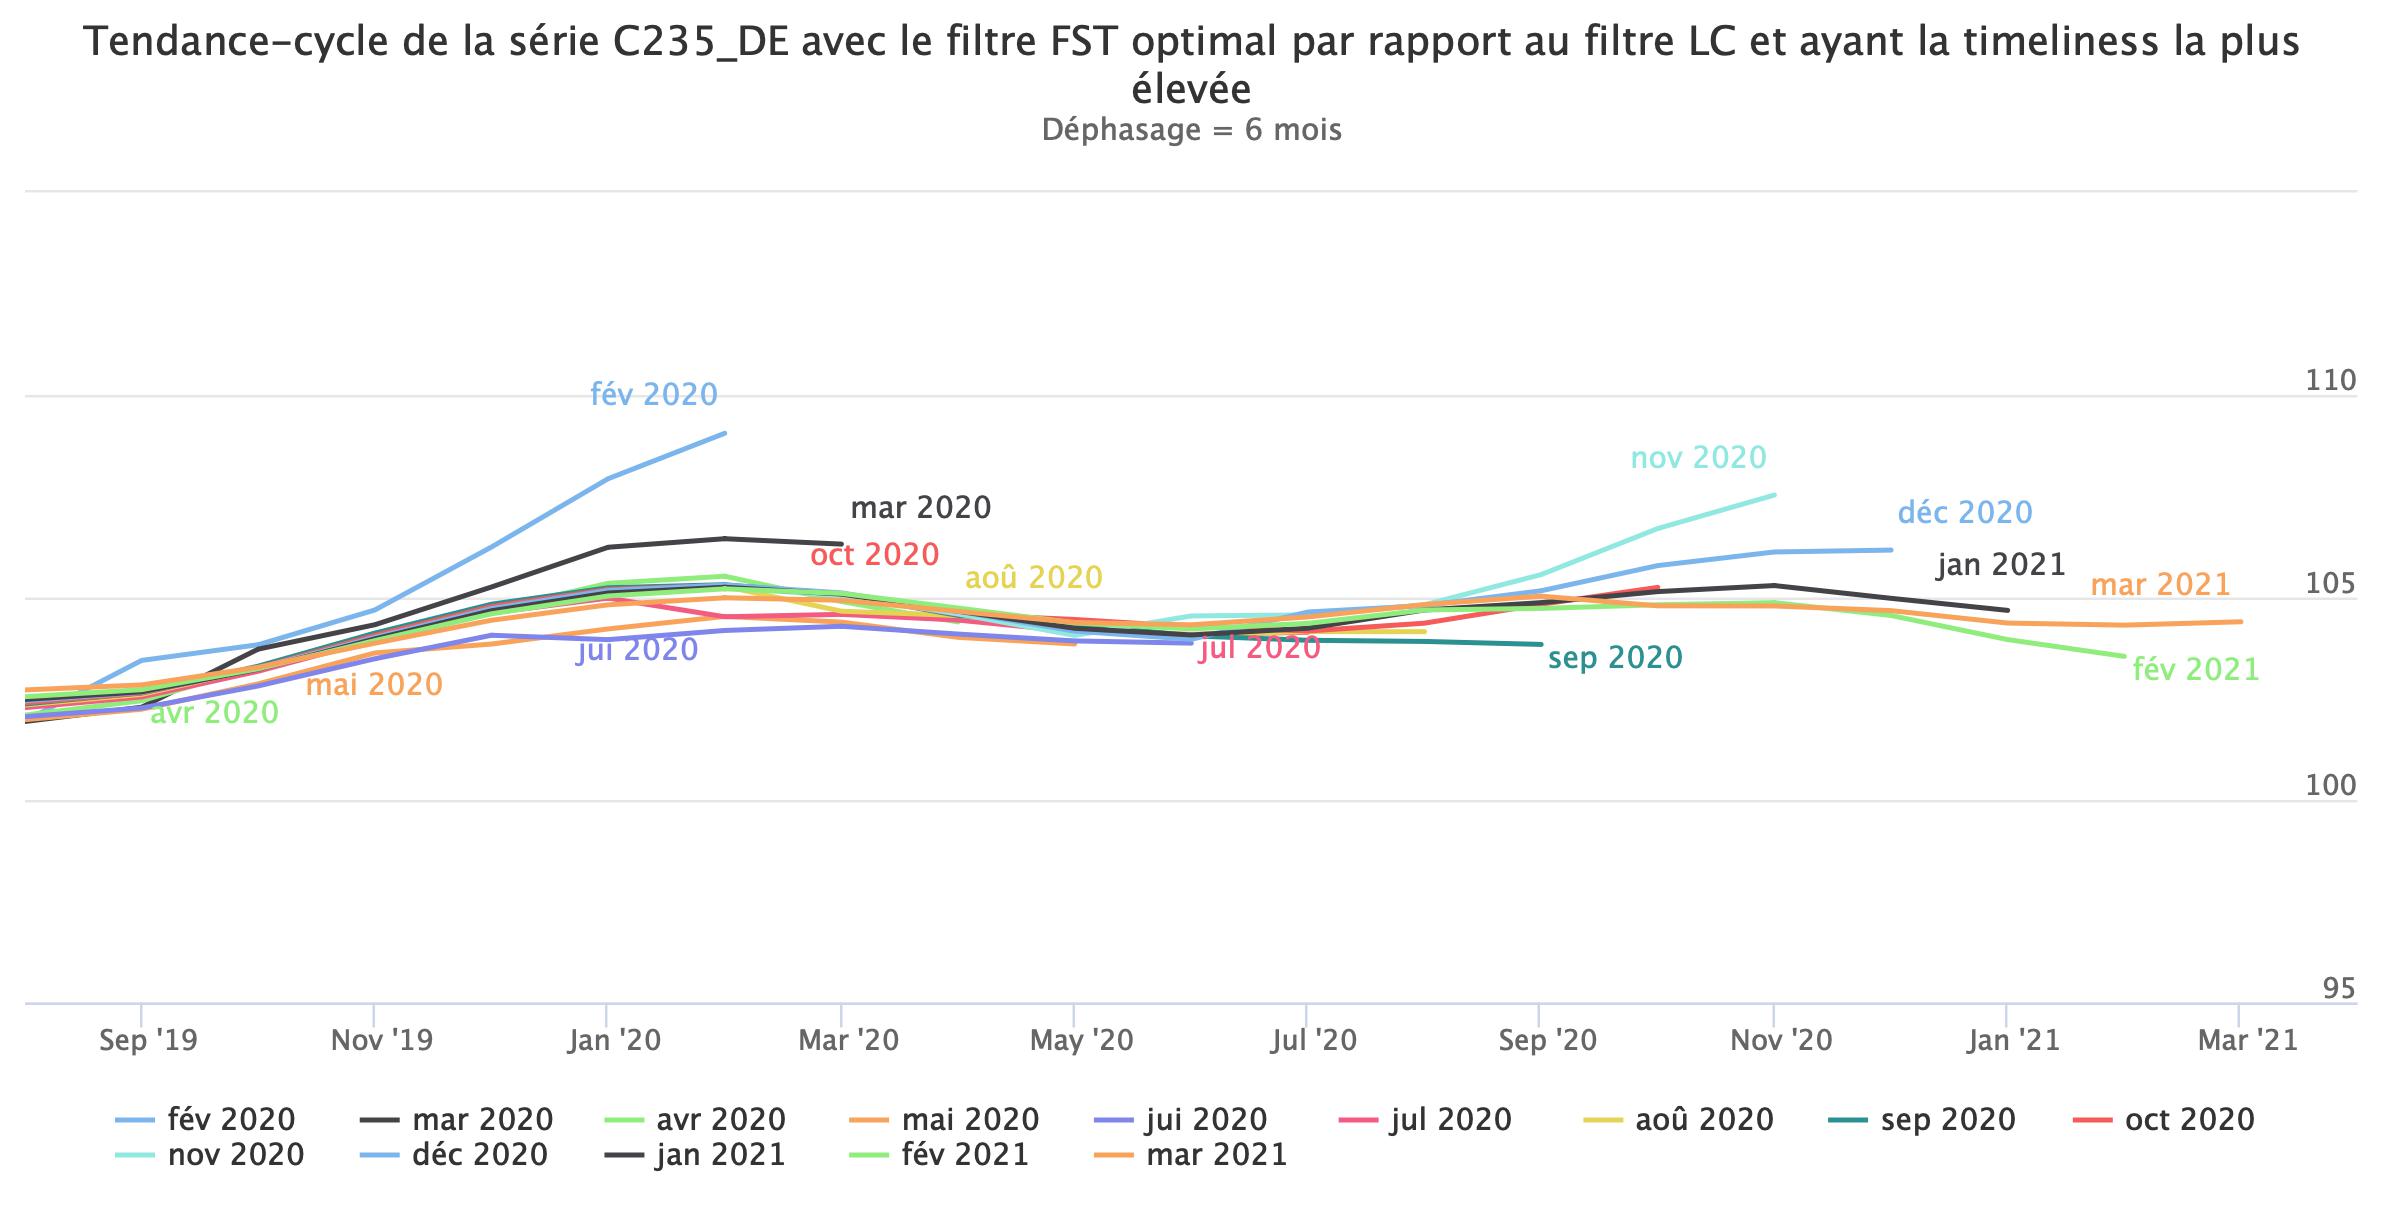 Tendance-cycle de la série C235_DE avec le filtre FST optimal par rapport au filtre LC et ayant la timeliness la plus
élevée
Déphasage = 6 mois
110
fév 2020
nov 2020
mar 2020
déc 2020
oct 2020
jan 2021
aoû 2020
105
mar 2021
jui 2020
jul 2020
sep 2020
fév 2021
mai 2020
avr 2020
100
95
Sep '19 Nov '19 Jan '20 Mar '20 May '20 Jul '20 Sep '20 Nov '20 Jan '21 Mar '21
fév 2020 mar 2020 avr 2020 mai 2020 jui 2020 jul 2020 aoû 2020 sep 2020 oct 2020
nov 2020 déc 2020 jan 2021 fév 2021 mar 2021